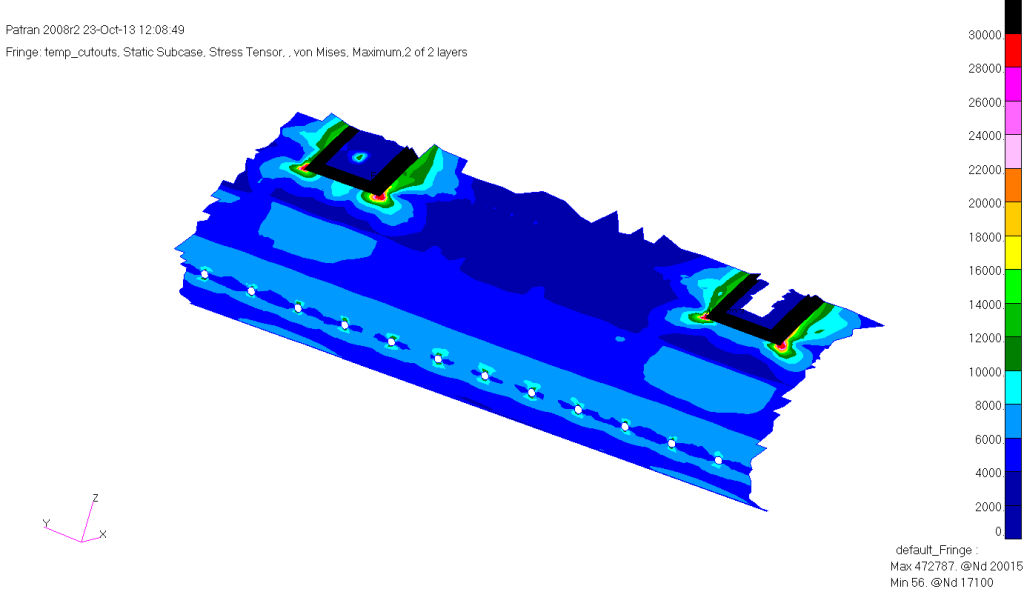 Patran 2008r2 23-Oct-13 12:08:49
Fringe: temp_cutouts, Static Subcase, Stress Tensor, , von Mises, Maximum,2 of 2 layers
30000.
28000.
26000.
24000.
22000.
20000.
18000.
16000.
14000.
12000.
10000.
8000.
6000.
4000.
2000.
0.
Z
Y
X
default_Fringe :
Max 472787. @Nd 20015
Min 56. @Nd 17100